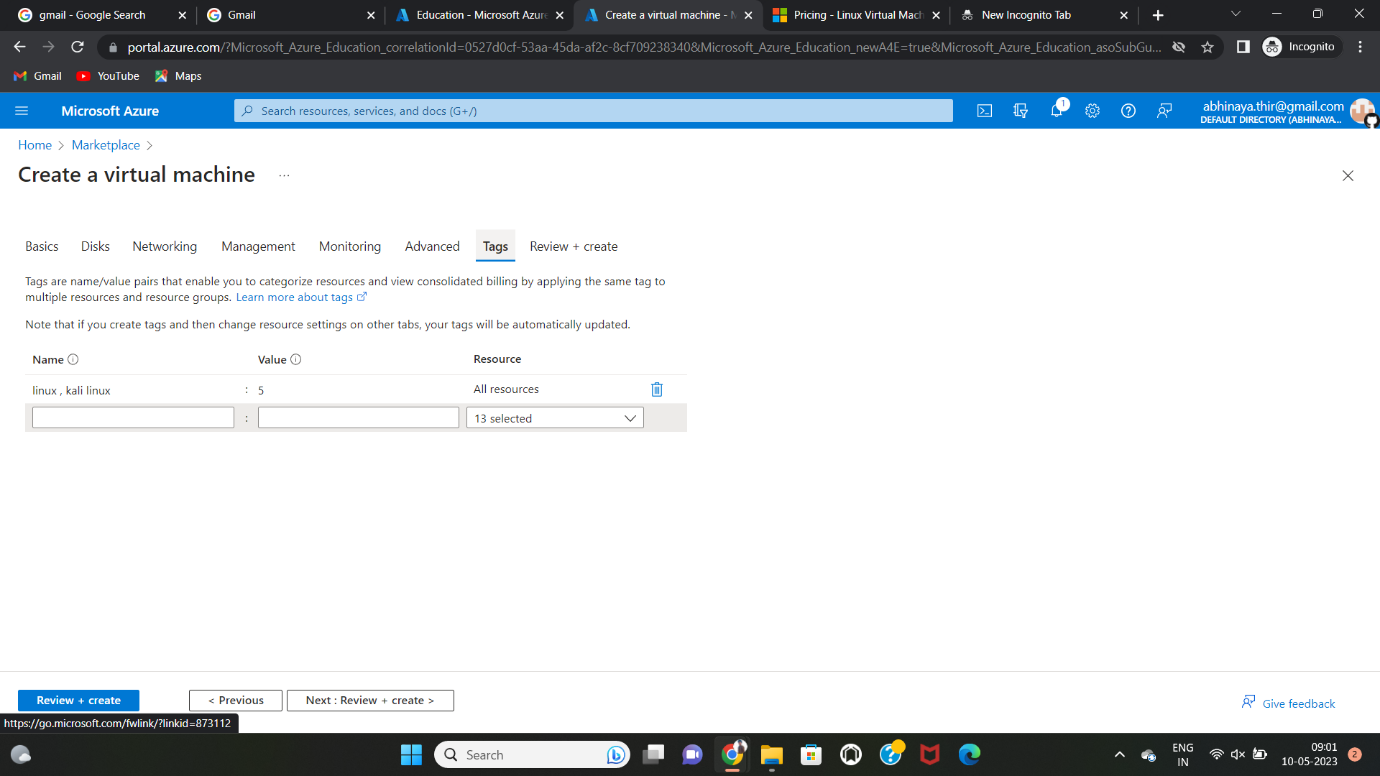 gmail - Google Search
Gmail
Education - Microsoft Azure
Create a virtual machine - M
Pricing - Linux Virtual Mach
New Incognito Tab
portal.azure.com/?Microsoft_Azure_Education_correlationId=0527d0cf-53aa-45da-af2c-8cf709238340&Microsoft_Azure_Education_newA4E=true&Microsoft_Azure_Education_asoSubGu...
Incognito
Gmail
YouTube
Maps
Microsoft Azure
Search resources, services, and docs (G+/)
1
abhinaya.thir@gmail.com
DEFAULT DIRECTORY (ABHINAYA...
Home > Marketplace >
Create a virtual machine ...
Basics Disks Networking Management Monitoring Advanced Tags Review + create
Tags are name/value pairs that enable you to categorize resources and view consolidated billing by applying the same tag to
multiple resources and resource groups. Learn more about tags
Note that if you create tags and then change resource settings on other tabs, your tags will be automatically updated.
Name Value Resource
linux , kali linux : 5 All resources
: 13 selected
Review + create < Previous Next : Review + create >
Give feedback
https://go.microsoft.com/fwlink/?linkid=873112
Search
ENG
IN
09:01
10-05-2023
2